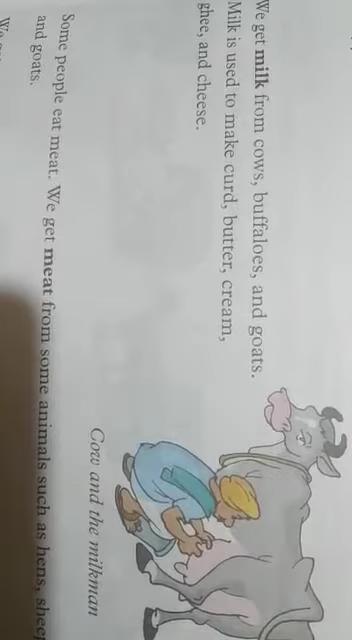 We get milk from cows, buffaloes, and goats.
Milk is used to make curd, butter, cream,
ghee, and cheese.
Cow and the milkman
Some people eat meat. We get meat from some animals such as hens,
and goats.